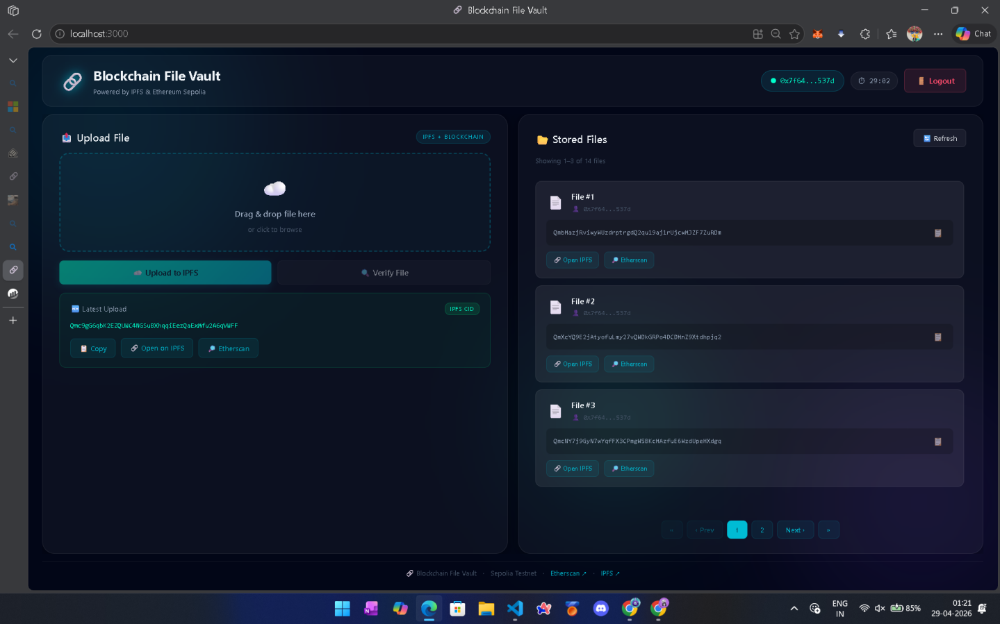 Blockchain File Vault
localhost:3000
Chat
Blockchain File Vault
Powered by IPFS & Ethereum Sepolia
0x7f64...537d
29:02
Logout
Upload File
IPFS + BLOCKCHAIN
Drag & drop file here
or click to browse
Upload to IPFS
Verify File
Latest Upload
IPFS CID
Qmc9gG6qbK2EZQUWC4NGSuBXhqqiEezQaExMfu2A6qVWFF
Copy
Open on IPFS
Etherscan
Stored Files
Refresh
Showing 1–3 of 14 files
File #1
0x7f64...537d
QmbMazjRviwyWUzdrptrgdQ2qu19aj1rUjcwMJZF7ZuRDm
Open IPFS
Etherscan
File #2
0x7f64...537d
QmXcYQ9E2jAtyofuLmy27vQWDkGRPo4DCDMnZ9Xtdhpjq2
Open IPFS
Etherscan
File #3
0x7f64...537d
QmcNY7j9GyN7wYqfFX3CPmgW5BKcMAzfuE6WzdUpeHXdgq
Open IPFS
Etherscan
«
‹ Prev
1
2
Next ›
»
Blockchain File Vault · Sepolia Testnet · Etherscan ↗ · IPFS ↗
ENG
IN
85%
01:21
29-04-2026